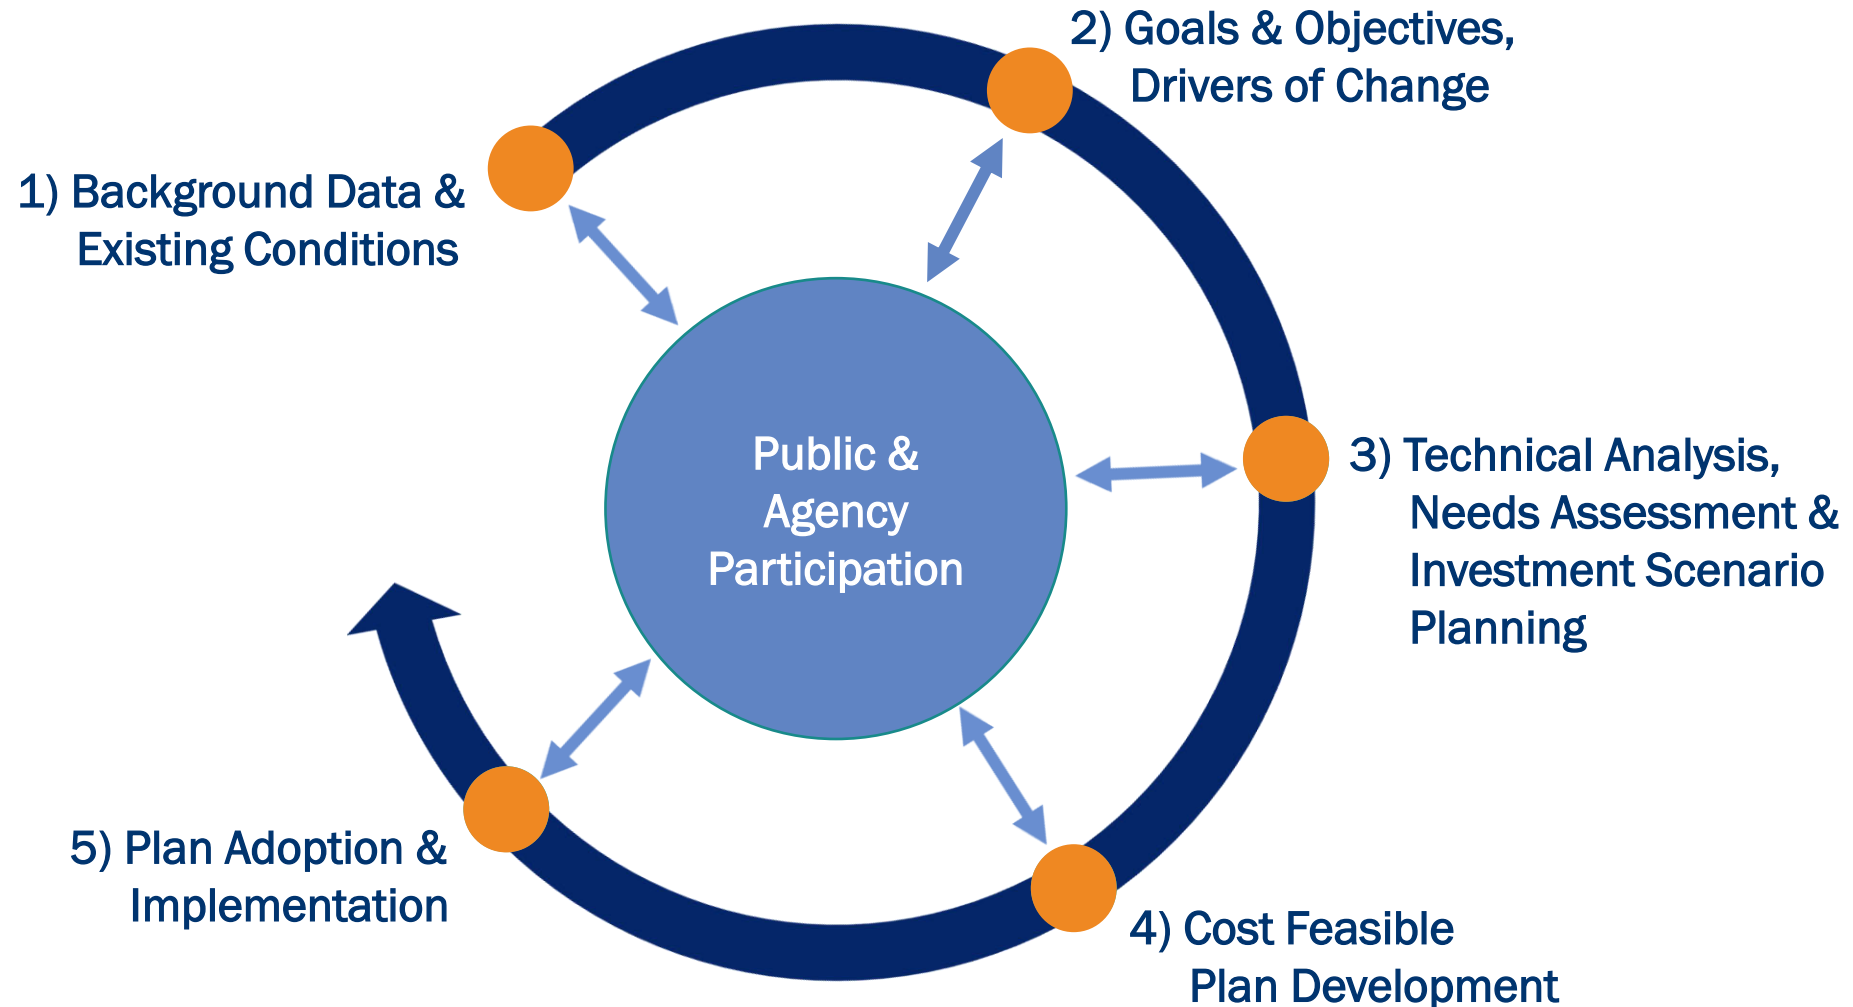 1) Background Data &
Existing Conditions
2) Goals & Objectives,
Drivers of Change
3) Technical Analysis,
Needs Assessment &
Investment Scenario
Planning
4) Cost Feasible
Plan Development
5) Plan Adoption &
Implementation
Public &
Agency
Participation